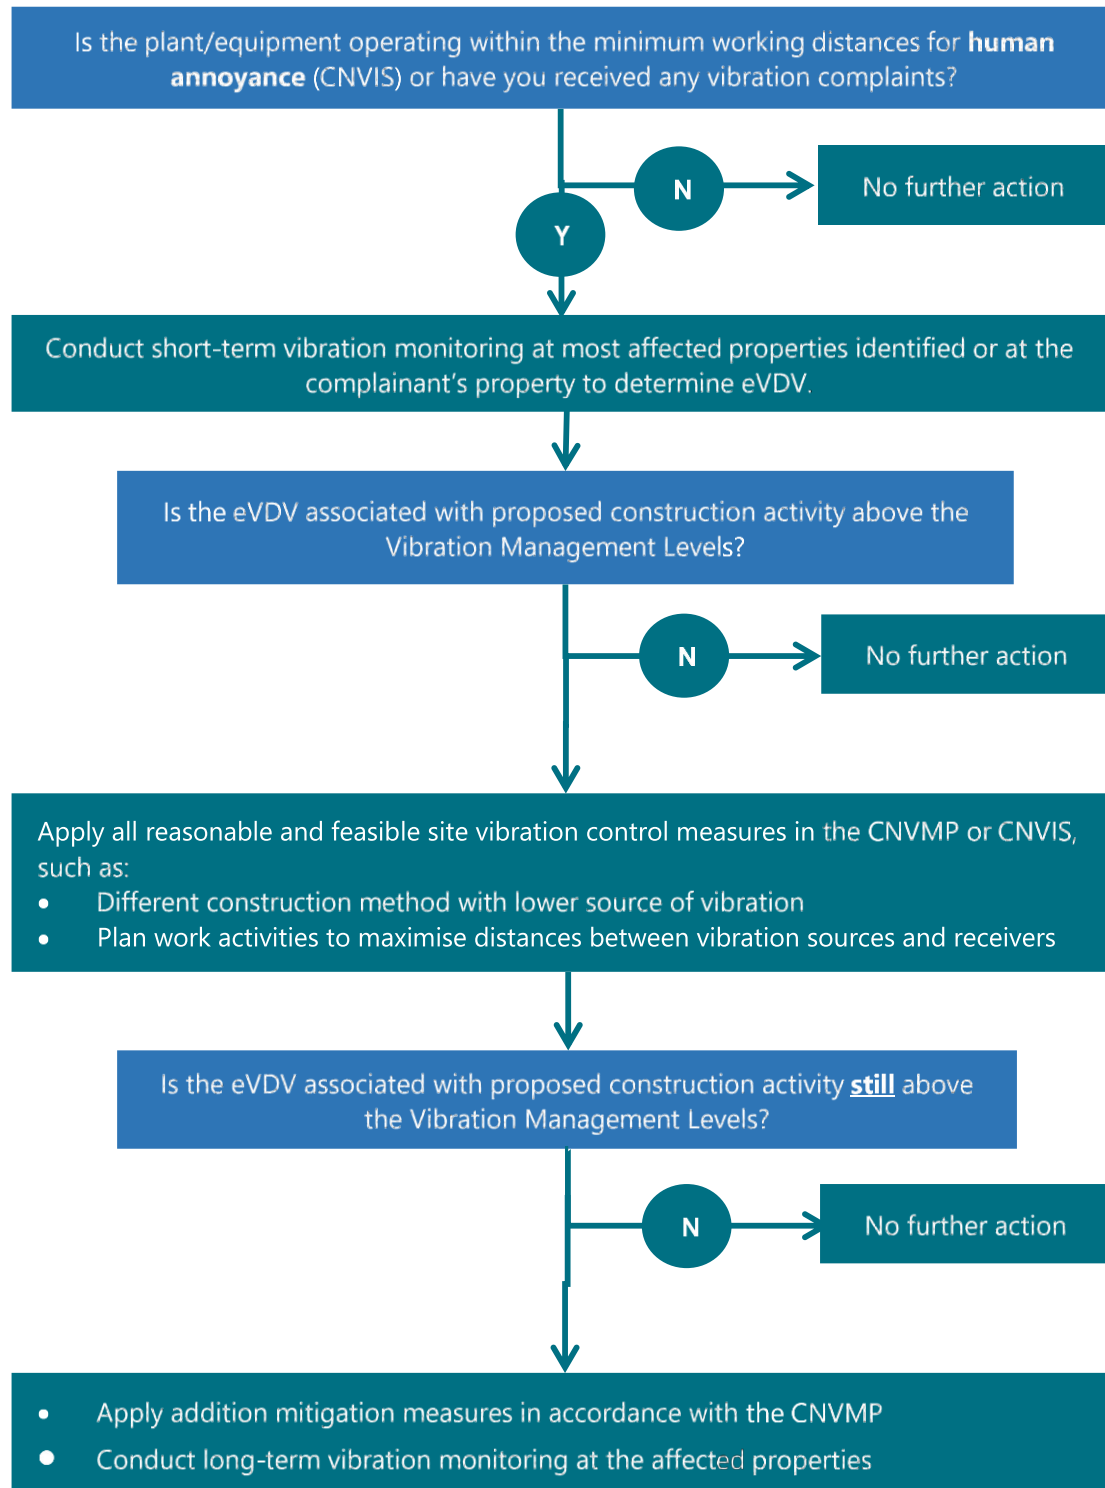 Is the plant/equipment operating within the minimum working distances for human
annoyance (CNVIS) or have you received any vibration complaints?
N
No further action
Y
Conduct short-term vibration monitoring at most affected properties identified or at the
complainant's property to determine eVDV.
Is the eVDV associated with proposed construction activity above the
Vibration Management Levels?
N
No further action
Apply all reasonable and feasible site vibration control measures in the CNVMP or CNVIS,
such as:
• Different construction method with lower source of vibration
• Plan work activities to maximise distances between vibration sources and receivers
Is the eVDV associated with proposed construction activity still above
the Vibration Management Levels?
N
No further action
• Apply addition mitigation measures in accordance with the CNVMP
• Conduct long-term vibration monitoring at the affected properties